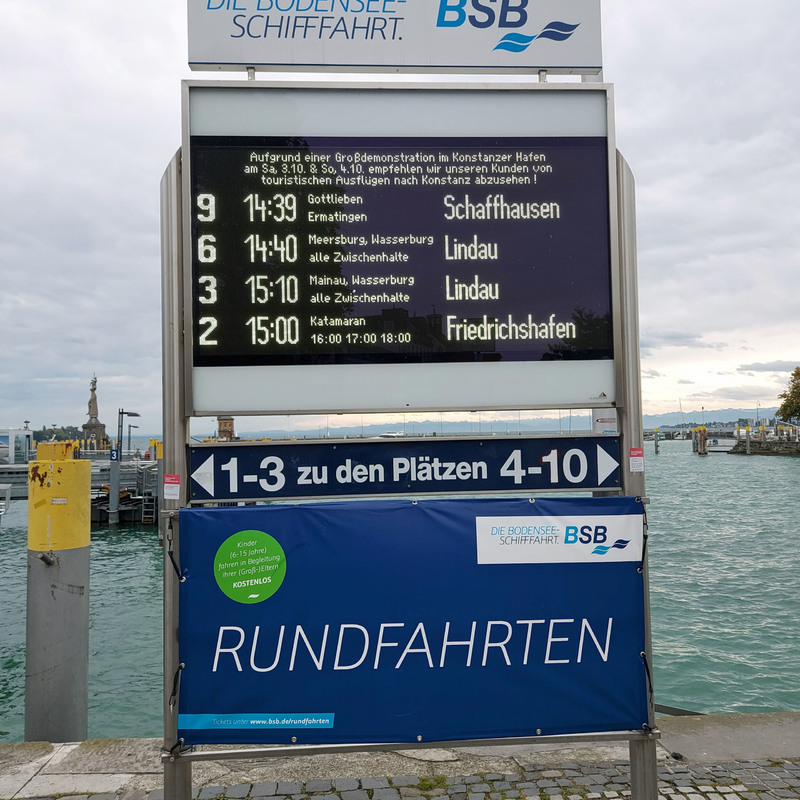 DIE BODENSEE-
SCHIFFFAHRT.
BSB
Aufgrund einer Großdemonstration im Konstanzer Hafen
am Sa, 3.10. & So, 4.10. empfehlen wir unseren Kunden von
touristischen Ausflügen nach Konstanz abzusehen !
9 14:39 Gottlieben
Ermatingen Schaffhausen
6 14:40 Meersburg, Wasserburg
alle Zwischenhalte Lindau
3 15:10 Mainau, Wasserburg
alle Zwischenhalte Lindau
2 15:00 Katamaran
16:00 17:00 18:00 Friedrichshafen
1-3 zu den Plätzen 4-10
DIE BODENSEE-
SCHIFFFAHRT.
BSB
Kinder
(6-15 Jahre)
fahren in Begleitung
ihrer (Groß-)Eltern
KOSTENLOS
RUNDFAHRTEN
Tickets unter www.bsb.de/rundfahrten